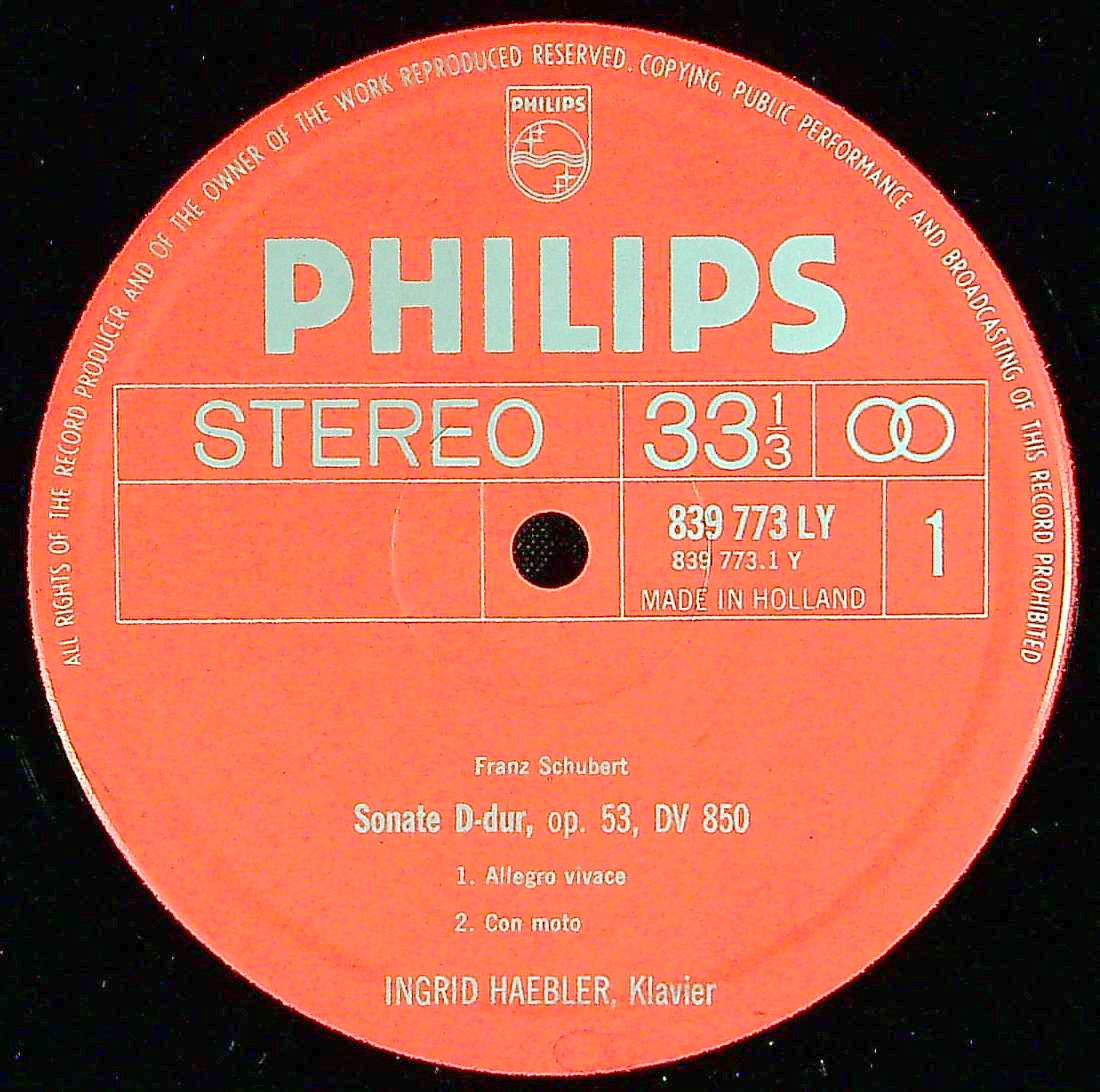 ALL RIGHTS OF THE RECORD PRODUCER AND OF THE OWNER OF THE WORK REPRODUCED RESERVED. COPYING, PUBLIC PERFORMANCE AND BROADCASTING OF THIS RECORD PROHIBITED
PHILIPS
PHILIPS
STEREO 33 1/3
839 773 LY 1
839 773.1 Y
MADE IN HOLLAND
Franz Schubert
Sonate D-dur, op. 53, DV 850
1. Allegro vivace
2. Con moto
INGRID HAEBLER, Klavier